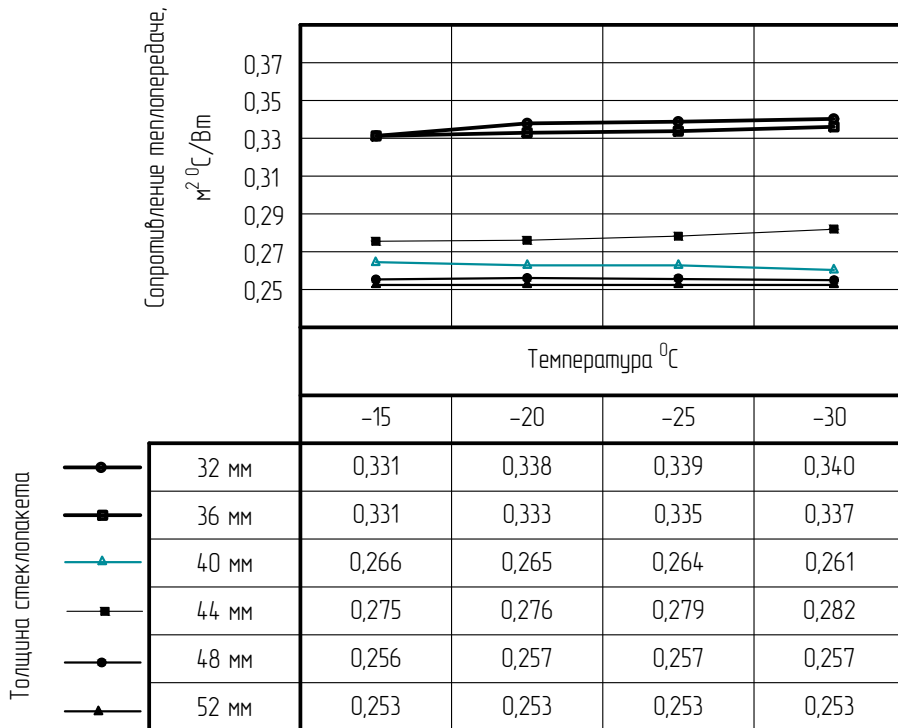 Сопротивление теплопередаче,
м² ⁰С/Вт
0,37
0,35
0,33
0,31
0,29
0,27
0,25
Температура ⁰С
-15 -20 -25 -30
Толщина стеклопакета
32 мм 0,331 0,338 0,339 0,340
36 мм 0,331 0,333 0,335 0,337
40 мм 0,266 0,265 0,264 0,261
44 мм 0,275 0,276 0,279 0,282
48 мм 0,256 0,257 0,257 0,257
52 мм 0,253 0,253 0,253 0,253